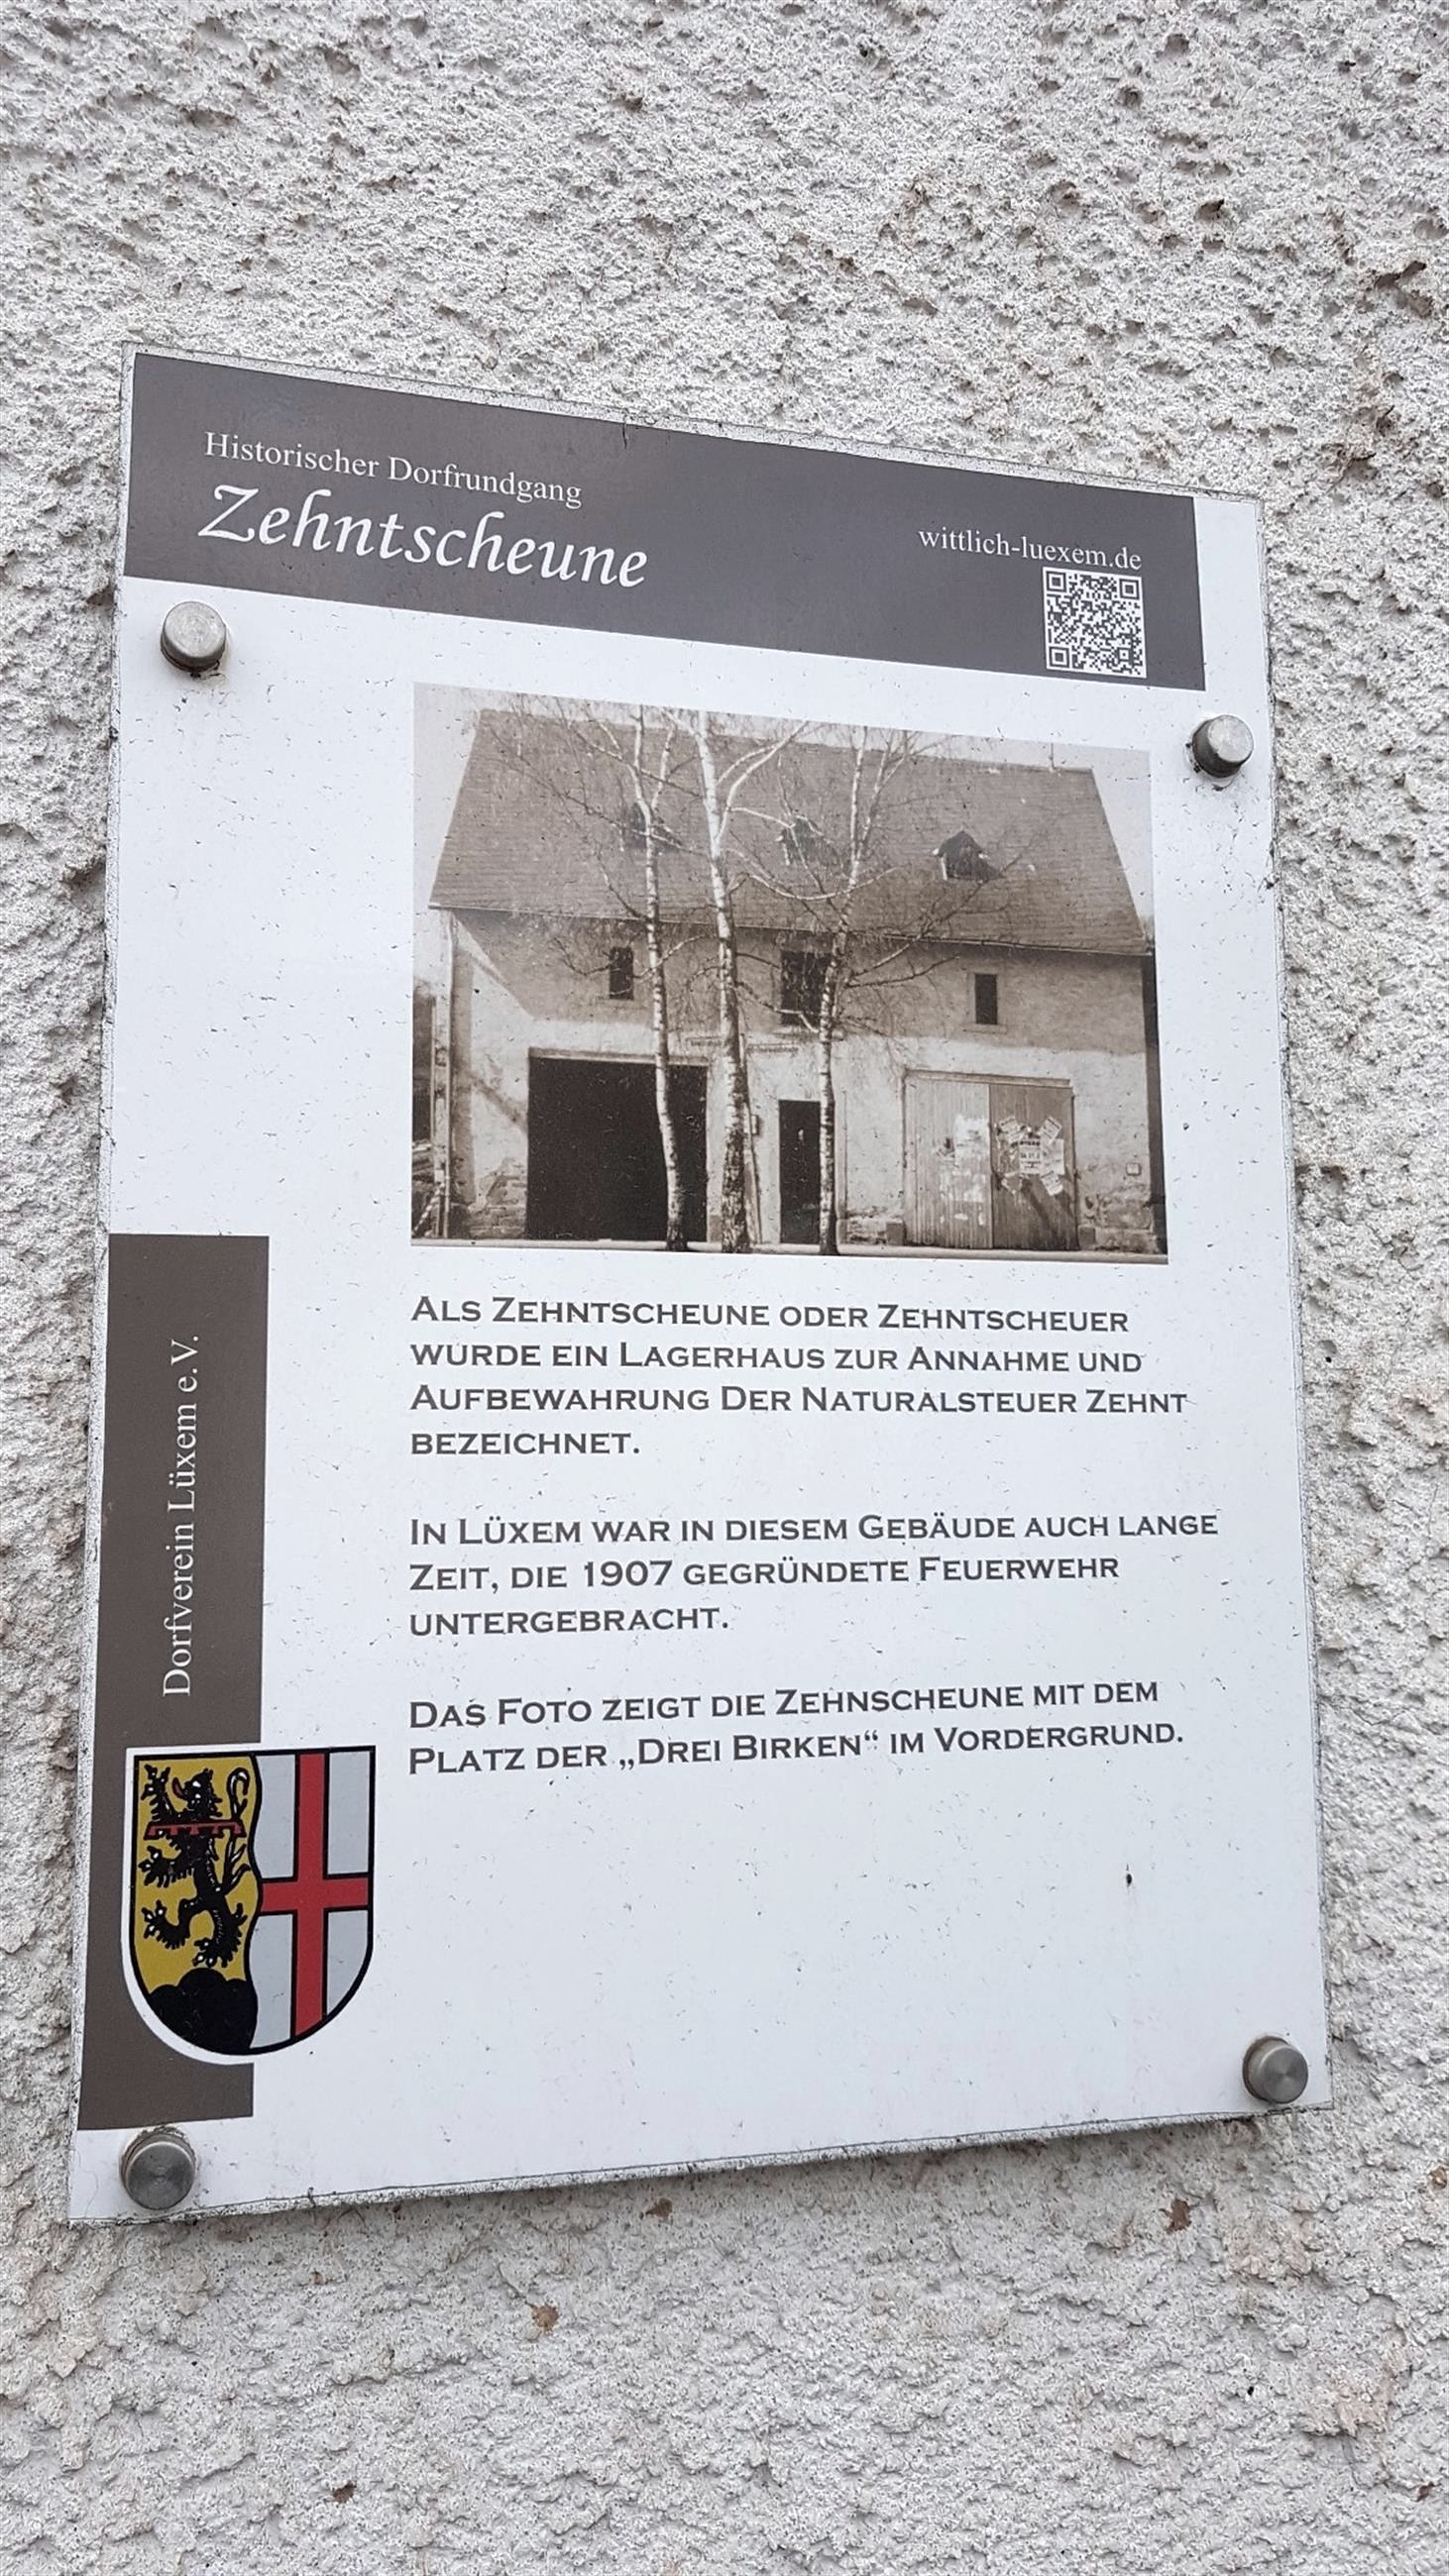 Historischer Dorfrundgang
Zehntscheune
wittlich-luexem.de
Als Zehntscheune oder Zehntscheuer
wurde ein Lagerhaus zur Annahme und
Aufbewahrung Der Naturalsteuer Zehnt
bezeichnet.
In Lüxem war in diesem Gebäude auch lange
Zeit, die 1907 gegründete Feuerwehr
untergebracht.
Das Foto zeigt die Zehnscheune mit dem
Platz der „Drei Birken“ im Vordergrund.
Dorfverein Lüxem e.V.